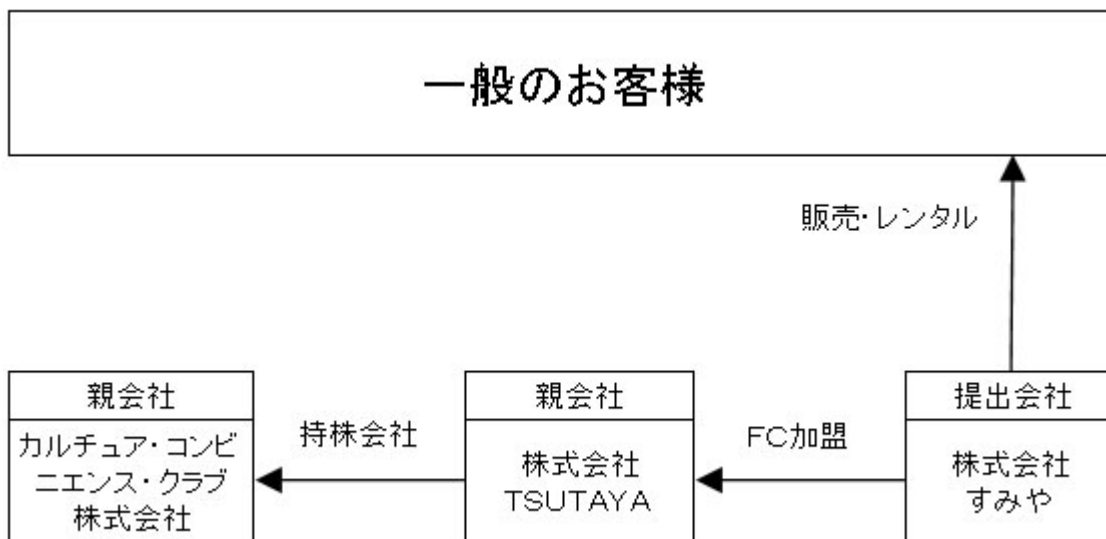 一般のお客様
販売・レンタル
親会社
カルチュア・コンビ
ニエンス・クラブ
株式会社
持株会社
親会社
株式会社
TSUTAYA
FC加盟
提出会社
株式会社
すみや